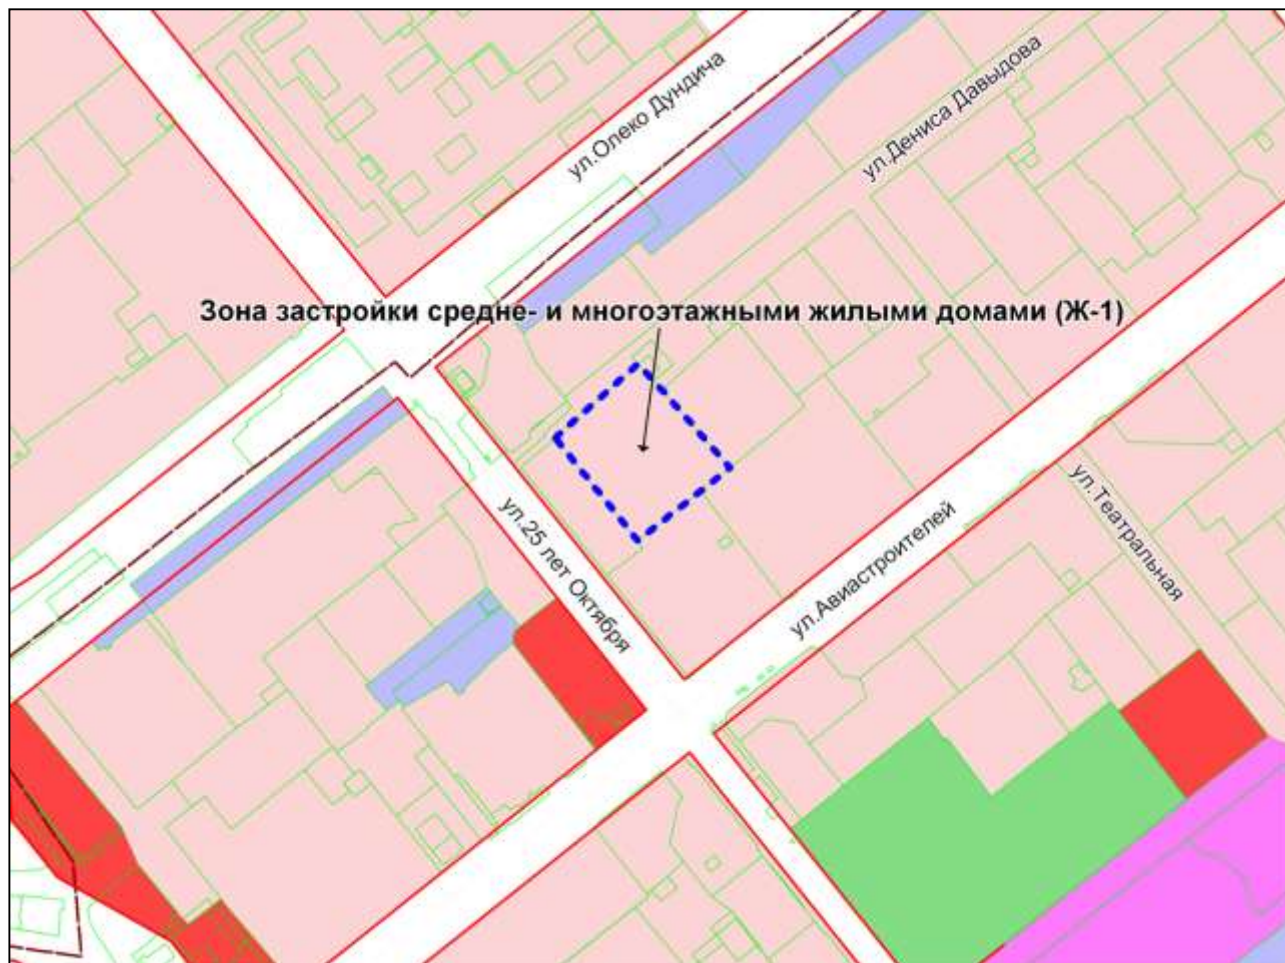 ул.Олеко Дундича
ул.Дениса Давыдова
Зона застройки средне- и многоэтажными жилыми домами (Ж-1)
ул.25 лет Октября
ул.Авиастроителей
ул.Театральная